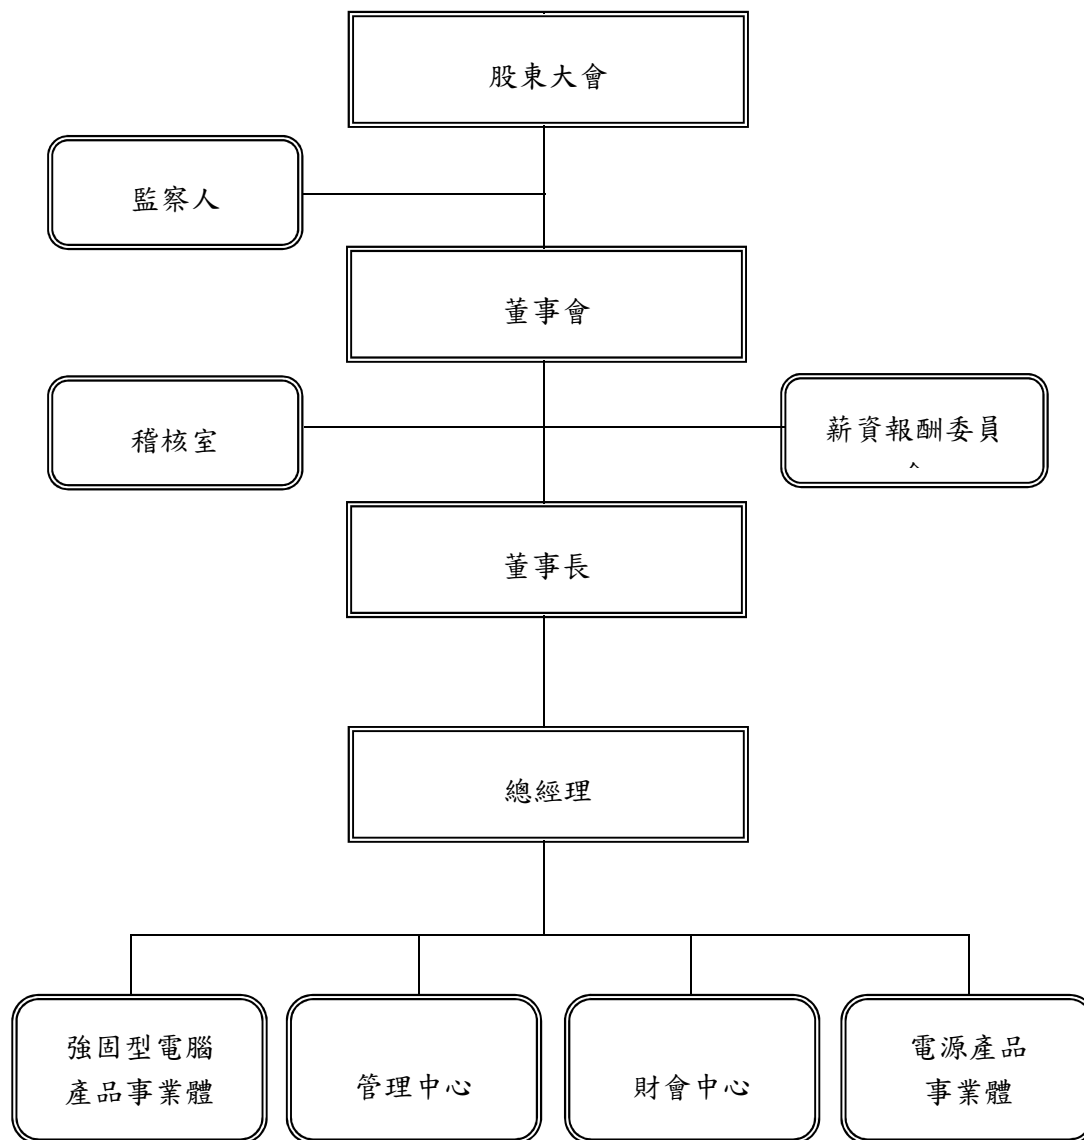 股東大會
監察人
董事會
稽核室
薪資報酬委員
董事長
總經理
強固型電腦
產品事業體
管理中心
財會中心
電源產品
事業體